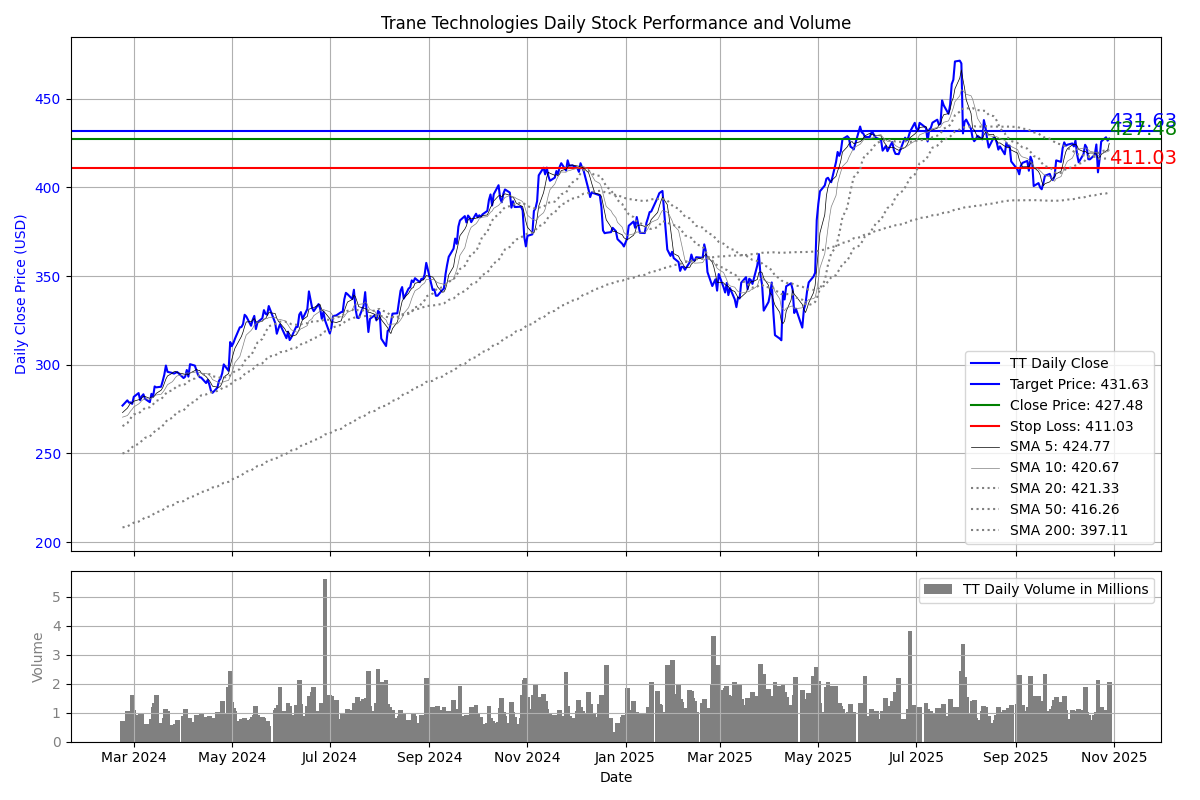 Trane Technologies Daily Stock Performance and Volume
Daily Close Price (USD)
450
400
350
300
250
200
431.63
427.48
411.03
TT Daily Close
Target Price: 431.63
Close Price: 427.48
Stop Loss: 411.03
SMA 5: 424.77
SMA 10: 420.67
SMA 20: 421.33
SMA 50: 416.26
SMA 200: 397.11
Volume
5
4
3
2
1
0
TT Daily Volume in Millions
Mar 2024 May 2024 Jul 2024 Sep 2024 Nov 2024 Jan 2025 Mar 2025 May 2025 Jul 2025 Sep 2025 Nov 2025
Date